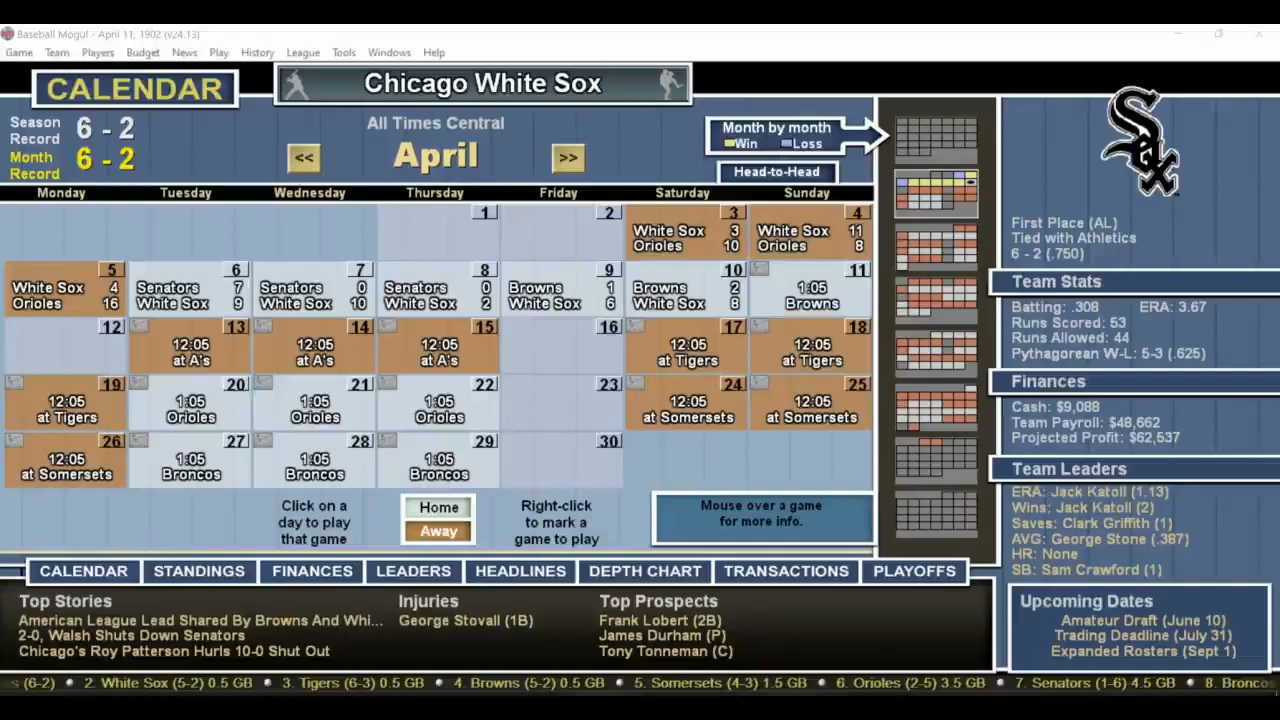 Baseball Mogul - April 11, 1902 (v24.13)
Game Team Players Budget News Play History League Tools Windows Help
CALENDAR
Chicago White Sox
Season Record 6 - 2
Month Record 6 - 2
All Times Central
<< April >>
Month by month
Win Loss
Head-to-Head
Monday Tuesday Wednesday Thursday Friday Saturday Sunday
1 2 3 4
White Sox 3 White Sox 11
Orioles 10 Orioles 8
5 6 7 8 9 10 11
White Sox 4 Senators 7 Senators 0 Senators 0 Browns 1 Browns 2 1:05
Orioles 16 White Sox 9 White Sox 10 White Sox 2 White Sox 6 White Sox 8 Browns
12 13 14 15 16 17 18
12:05 12:05 12:05 12:05 12:05
at A's at A's at A's at Tigers at Tigers
19 20 21 22 23 24 25
12:05 1:05 1:05 1:05 12:05 12:05
at Tigers Orioles Orioles Orioles at Somersets at Somersets
26 27 28 29 30
12:05 1:05 1:05 1:05
at Somersets Broncos Broncos Broncos
Click on a
day to play
that game
Home
Away
Right-click
to mark a
game to play
Mouse over a game
for more info.
Sox
First Place (AL)
Tied with Athletics
6 - 2 (.750)
Team Stats
Batting: .308 ERA: 3.67
Runs Scored: 53
Runs Allowed: 44
Pythagorean W-L: 5-3 (.625)
Finances
Cash: $9,088
Team Payroll: $48,662
Projected Profit: $62,537
Team Leaders
ERA: Jack Katoll (1.13)
Wins: Jack Katoll (2)
Saves: Clark Griffith (1)
AVG: George Stone (.387)
HR: None
SB: Sam Crawford (1)
CALENDAR STANDINGS FINANCES LEADERS HEADLINES DEPTH CHART TRANSACTIONS PLAYOFFS
Top Stories
American League Lead Shared By Browns And Whi...
2-0, Walsh Shuts Down Senators
Chicago's Roy Patterson Hurls 10-0 Shut Out
Injuries
George Stovall (1B)
Top Prospects
Frank Lobert (2B)
James Durham (P)
Tony Tonneman (C)
Upcoming Dates
Amateur Draft (June 10)
Trading Deadline (July 31)
Expanded Rosters (Sept 1)
s (6-2) • 2. White Sox (5-2) 0.5 GB • 3. Tigers (6-3) 0.5 GB • 4. Browns (5-2) 0.5 GB • 5. Somersets (4-3) 1.5 GB • 6. Orioles (2-5) 3.5 GB • 7. Senators (1-6) 4.5 GB • 8. Bronco